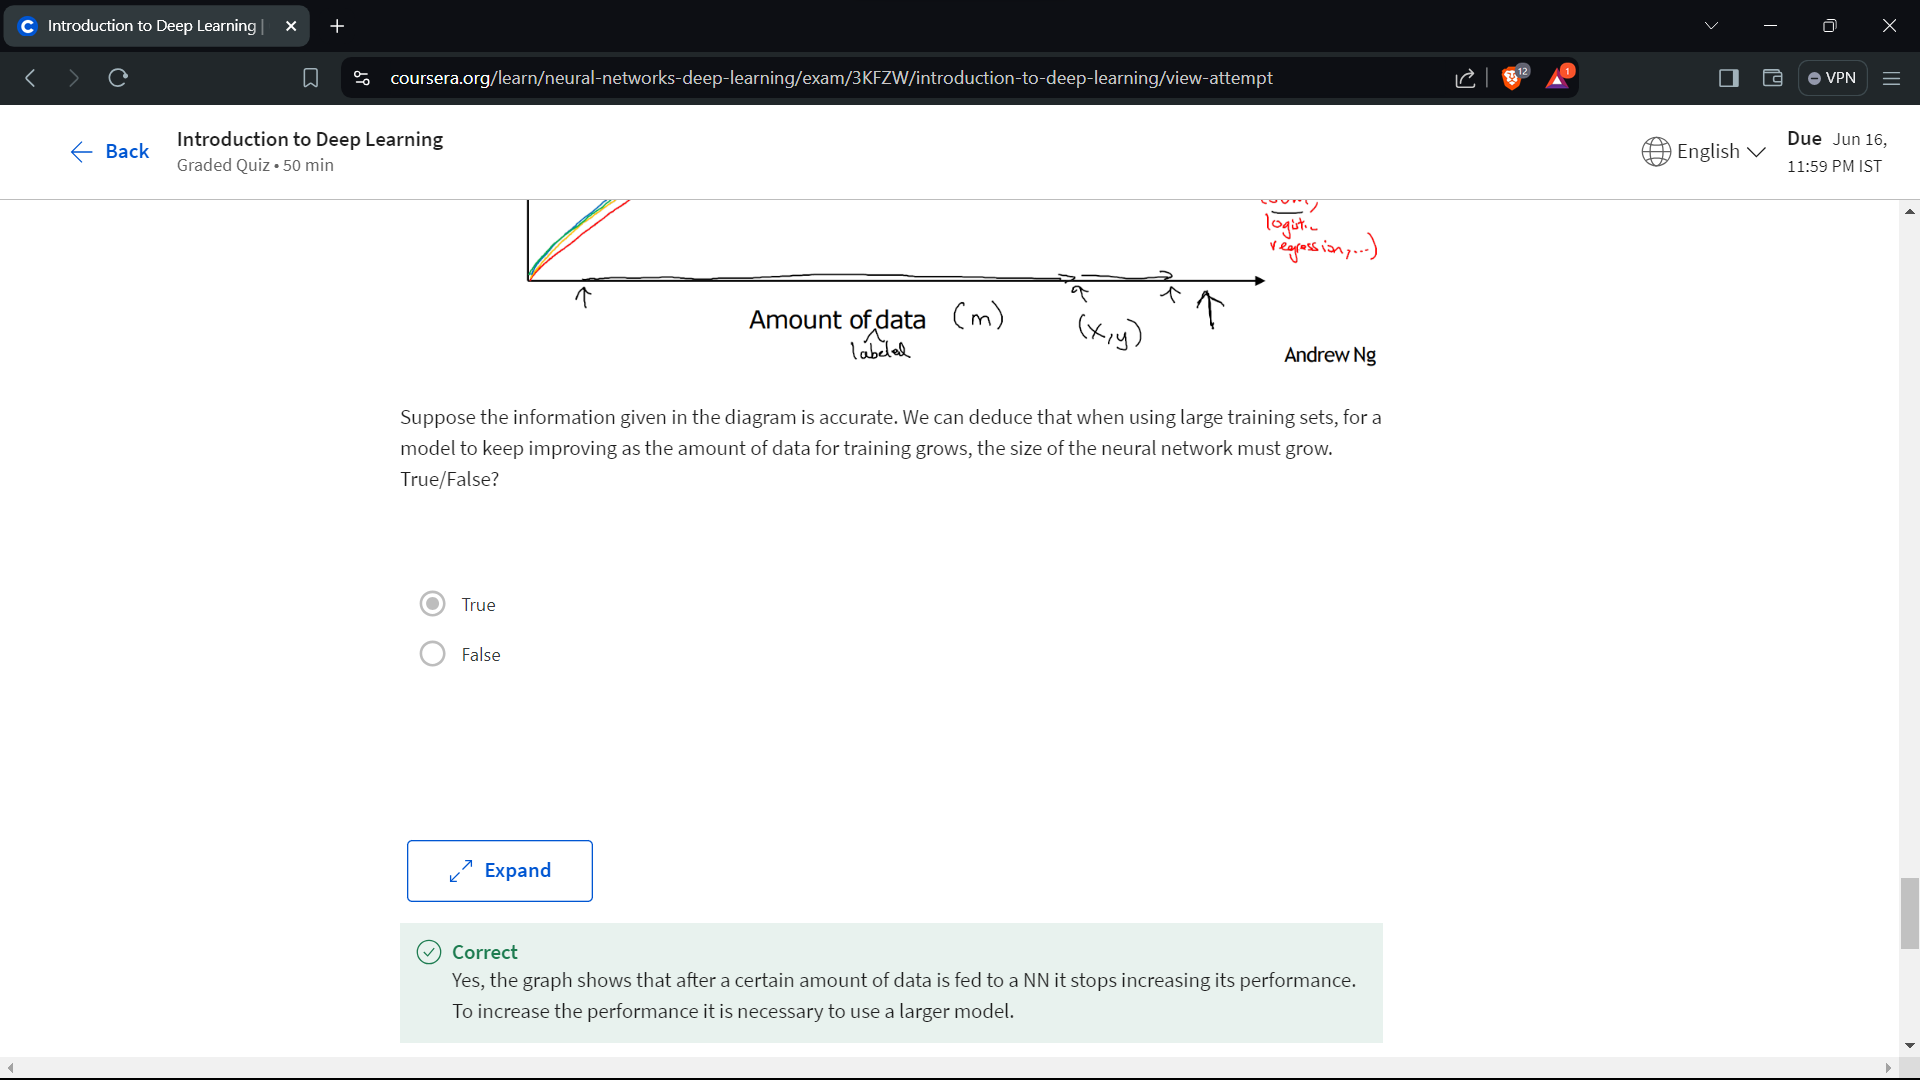 Introduction to Deep Learning |
coursera.org/learn/neural-networks-deep-learning/exam/3KFZW/introduction-to-deep-learning/view-attempt
12
1
VPN
Back
Introduction to Deep Learning
Graded Quiz • 50 min
English
Due Jun 16,
11:59 PM IST
logistic
regression,...)
Amount of data (m)
labeled
(x,y)
Andrew Ng
Suppose the information given in the diagram is accurate. We can deduce that when using large training sets, for a
model to keep improving as the amount of data for training grows, the size of the neural network must grow.
True/False?
True
False
Expand
Correct
Yes, the graph shows that after a certain amount of data is fed to a NN it stops increasing its performance.
To increase the performance it is necessary to use a larger model.